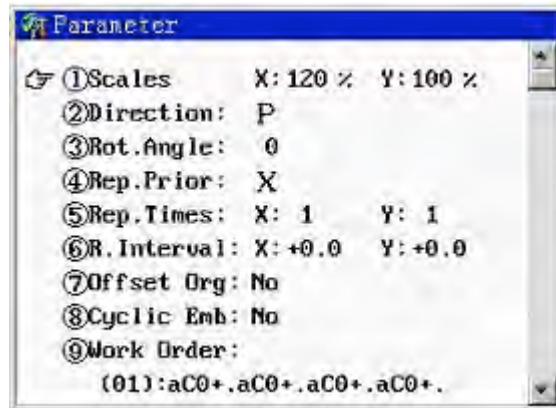 Parameter
①Scales X:120 % Y:100 %
②Direction: P
③Rot.Angle: 0
④Rep.Prior: X
⑤Rep.Times: X: 1 Y: 1
⑥R.Interval: X:+0.0 Y:+0.0
⑦Offset Org: No
⑧Cyclic Emb: No
⑨Work Order:
(01):aC0+.aC0+.aC0+.aC0+.